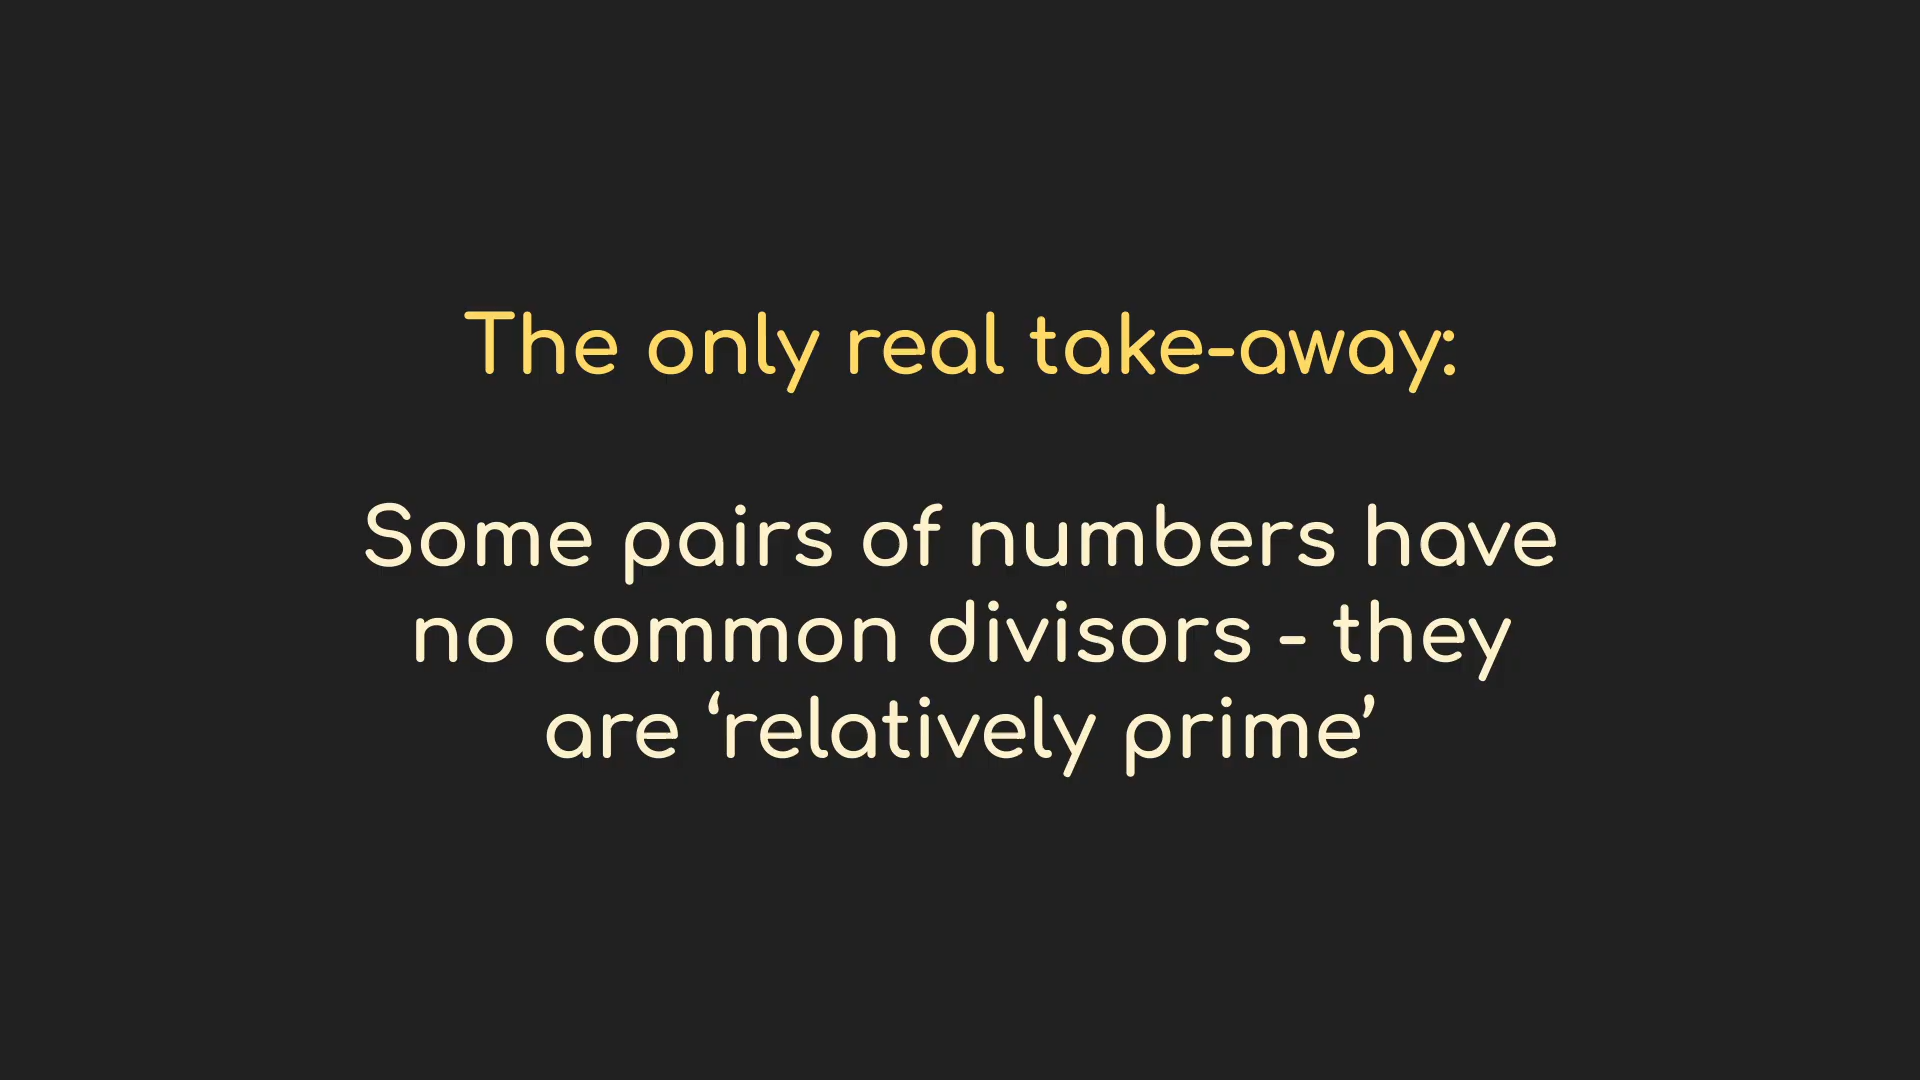 The only real take-away:
Some pairs of numbers have
no common divisors - they
are ‘relatively prime’